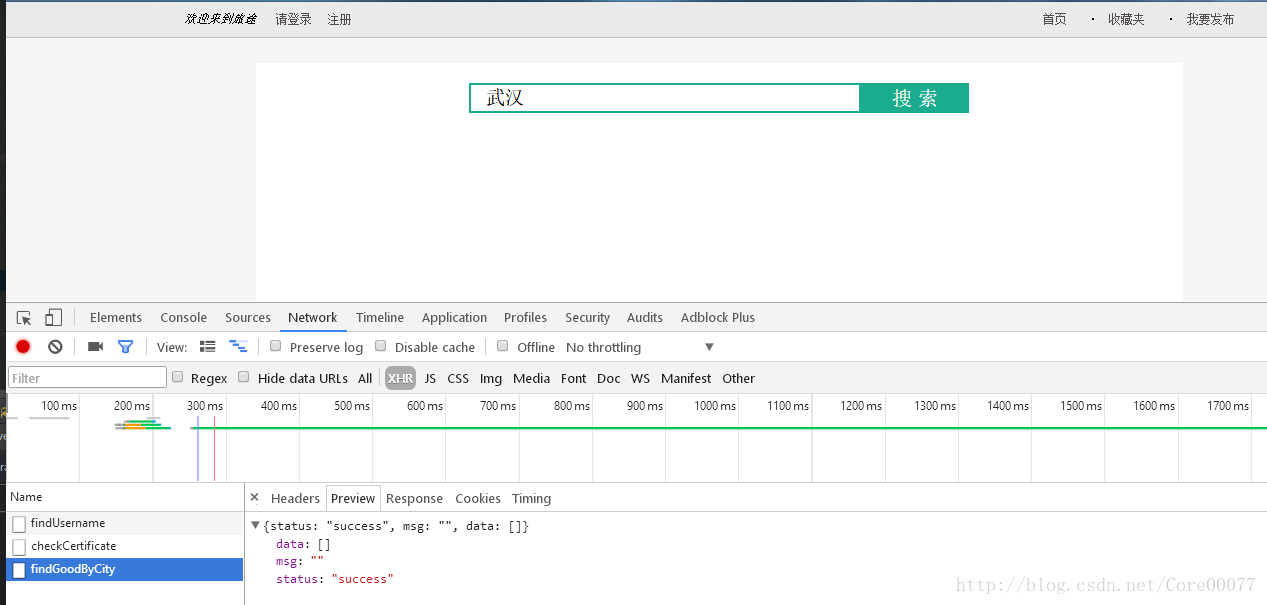 欢迎来到旅途 请登录 注册 首页 · 收藏夹 · 我要发布
武汉 搜 索
Elements Console Sources Network Timeline Application Profiles Security Audits Adblock Plus
View: Preserve log Disable cache Offline No throttling ▼
Filter Regex Hide data URLs All XHR JS CSS Img Media Font Doc WS Manifest Other
100 ms 200 ms 300 ms 400 ms 500 ms 600 ms 700 ms 800 ms 900 ms 1000 ms 1100 ms 1200 ms 1300 ms 1400 ms 1500 ms 1600 ms 1700 ms
Name × Headers Preview Response Cookies Timing
findUsername
checkCertificate
findGoodByCity
▼{status: "success", msg: "", data: []}
data: []
msg: ""
status: "success"
http://blog.csdn.net/Core00077